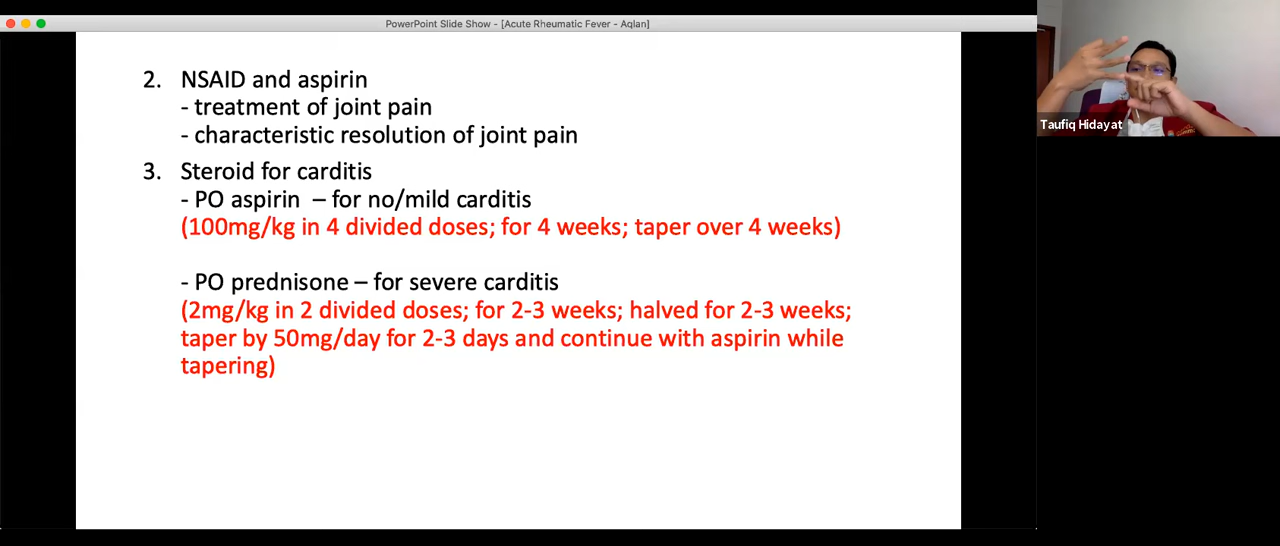 PowerPoint Slide Show - [Acute Rheumatic Fever - Aqlan]
2. NSAID and aspirin
- treatment of joint pain
- characteristic resolution of joint pain
3. Steroid for carditis
- PO aspirin – for no/mild carditis
(100mg/kg in 4 divided doses; for 4 weeks; taper over 4 weeks)
- PO prednisone – for severe carditis
(2mg/kg in 2 divided doses; for 2-3 weeks; halved for 2-3 weeks;
taper by 50mg/day for 2-3 days and continue with aspirin while
tapering)
Taufiq Hidayat